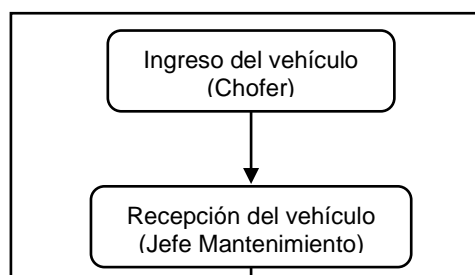 Ingreso del vehículo
(Chofer)
Recepción del vehículo
(Jefe Mantenimiento)